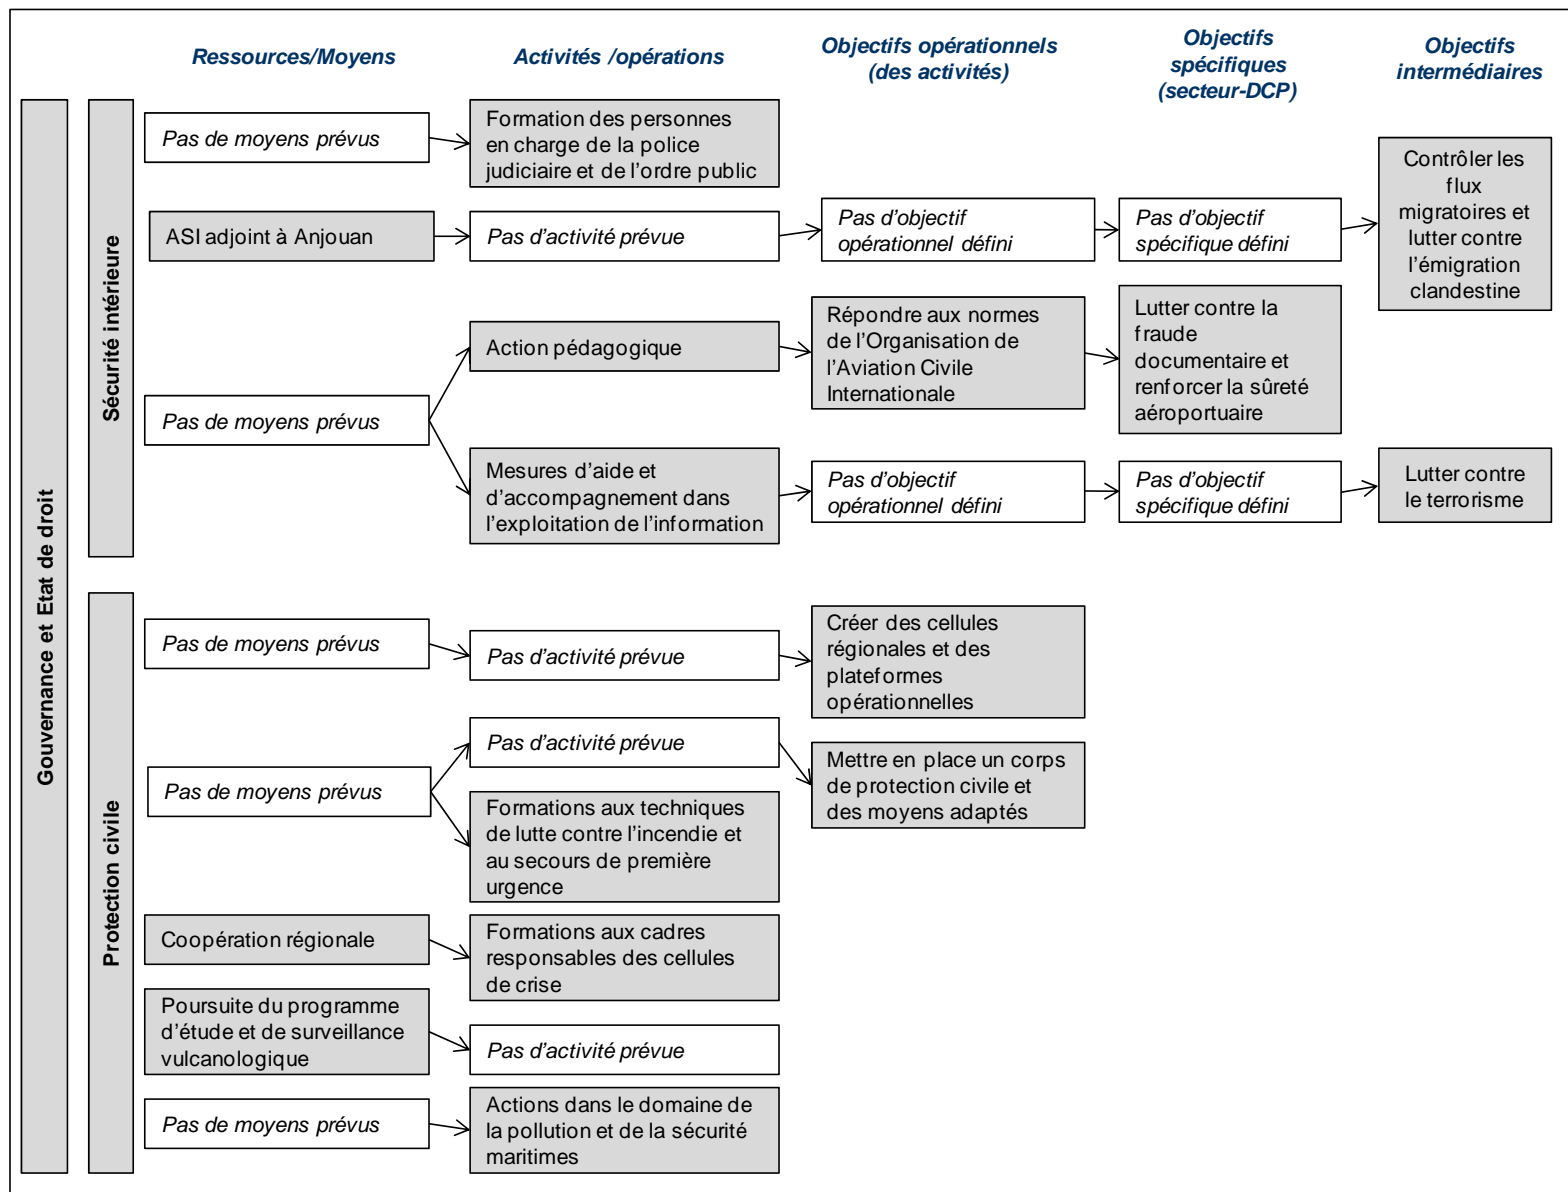 Ressources/Moyens
Activités /opérations
Objectifs opérationnels
(des activités)
Objectifs
spécifiques
(secteur-DCP)
Objectifs
intermédiaires
Gouvernance et Etat de droit
Sécurité intérieure
Pas de moyens prévus
Formation des personnes
en charge de la police
judiciaire et de l'ordre public
ASI adjoint à Anjouan
Pas d'activité prévue
Pas d'objectif
opérationnel défini
Pas d'objectif
spécifique défini
Contrôler les
flux
migratoires et
lutter contre
l'émigration
clandestine
Pas de moyens prévus
Action pédagogique
Répondre aux normes
de l'Organisation de
l'Aviation Civile
Internationale
Lutter contre la
fraude
documentaire et
renforcer la sûreté
aéroportuaire
Mesures d'aide et
d'accompagnement dans
l'exploitation de l'information
Pas d'objectif
opérationnel défini
Pas d'objectif
spécifique défini
Lutter contre
le terrorisme
Protection civile
Pas de moyens prévus
Pas d'activité prévue
Créer des cellules
régionales et des
plateformes
opérationnelles
Pas de moyens prévus
Pas d'activité prévue
Mettre en place un corps
de protection civile et
des moyens adaptés
Formations aux techniques
de lutte contre l'incendie et
au secours de première
urgence
Coopération régionale
Formations aux cadres
responsables des cellules
de crise
Poursuite du programme
d'étude et de surveillance
vulcanologique
Pas d'activité prévue
Pas de moyens prévus
Actions dans le domaine de
la pollution et de la sécurité
maritimes